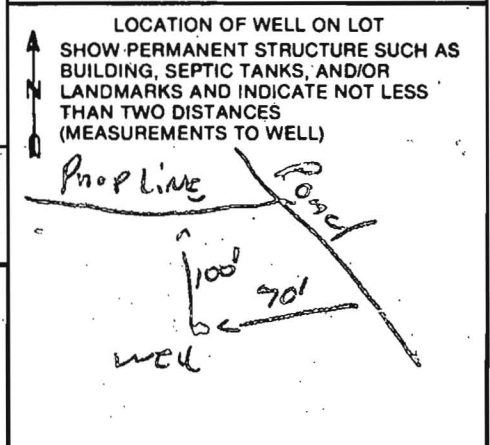 LOCATION OF WELL ON LOT
SHOW PERMANENT STRUCTURE SUCH AS
BUILDING, SEPTIC TANKS, AND/OR
N LANDMARKS AND INDICATE NOT LESS
THAN TWO DISTANCES
(MEASUREMENTS TO WELL)
Prop Line
Road
100'
70'
well